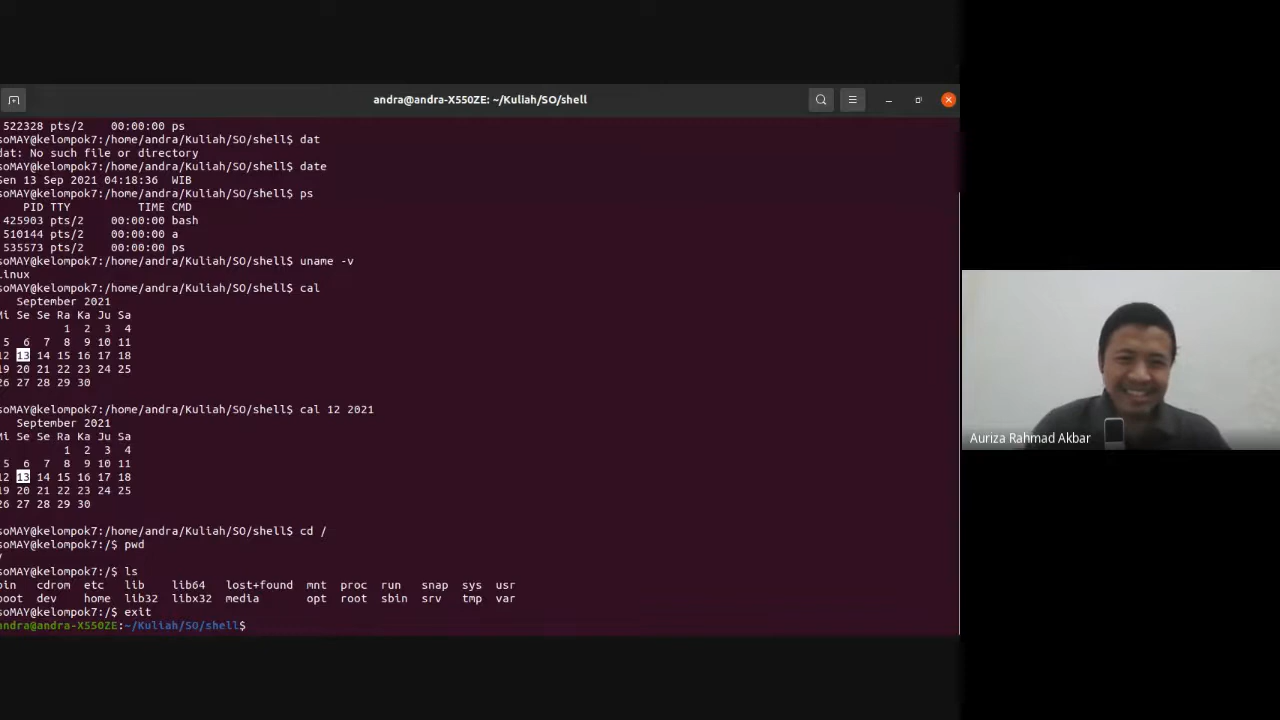 andra@andra-X550ZE: ~/Kuliah/SO/shell
522328 pts/2    00:00:00 ps
soMAY@kelompok7:/home/andra/Kuliah/SO/shell$ dat
dat: No such file or directory
soMAY@kelompok7:/home/andra/Kuliah/SO/shell$ date
Sen 13 Sep 2021 04:18:36  WIB
soMAY@kelompok7:/home/andra/Kuliah/SO/shell$ ps
PID TTY          TIME CMD
425903 pts/2    00:00:00 bash
510144 pts/2    00:00:00 a
535573 pts/2    00:00:00 ps
soMAY@kelompok7:/home/andra/Kuliah/SO/shell$ uname -v
Linux
soMAY@kelompok7:/home/andra/Kuliah/SO/shell$ cal
September 2021
Mi Se Se Ra Ka Ju Sa
1  2  3  4
5  6  7  8  9 10 11
12 13 14 15 16 17 18
19 20 21 22 23 24 25
26 27 28 29 30
soMAY@kelompok7:/home/andra/Kuliah/SO/shell$ cal 12 2021
September 2021
Mi Se Se Ra Ka Ju Sa
1  2  3  4
5  6  7  8  9 10 11
12 13 14 15 16 17 18
19 20 21 22 23 24 25
26 27 28 29 30
soMAY@kelompok7:/home/andra/Kuliah/SO/shell$ cd /
soMAY@kelompok7:/$ pwd
/
soMAY@kelompok7:/$ ls
bin   cdrom  etc   lib    lib64   lost+found  mnt  proc  run   snap  sys  usr
boot  dev    home  lib32  libx32  media       opt  root  sbin  srv   tmp  var
soMAY@kelompok7:/$ exit
andra@andra-X550ZE:~/Kuliah/SO/shell$
Auriza Rahmad Akbar